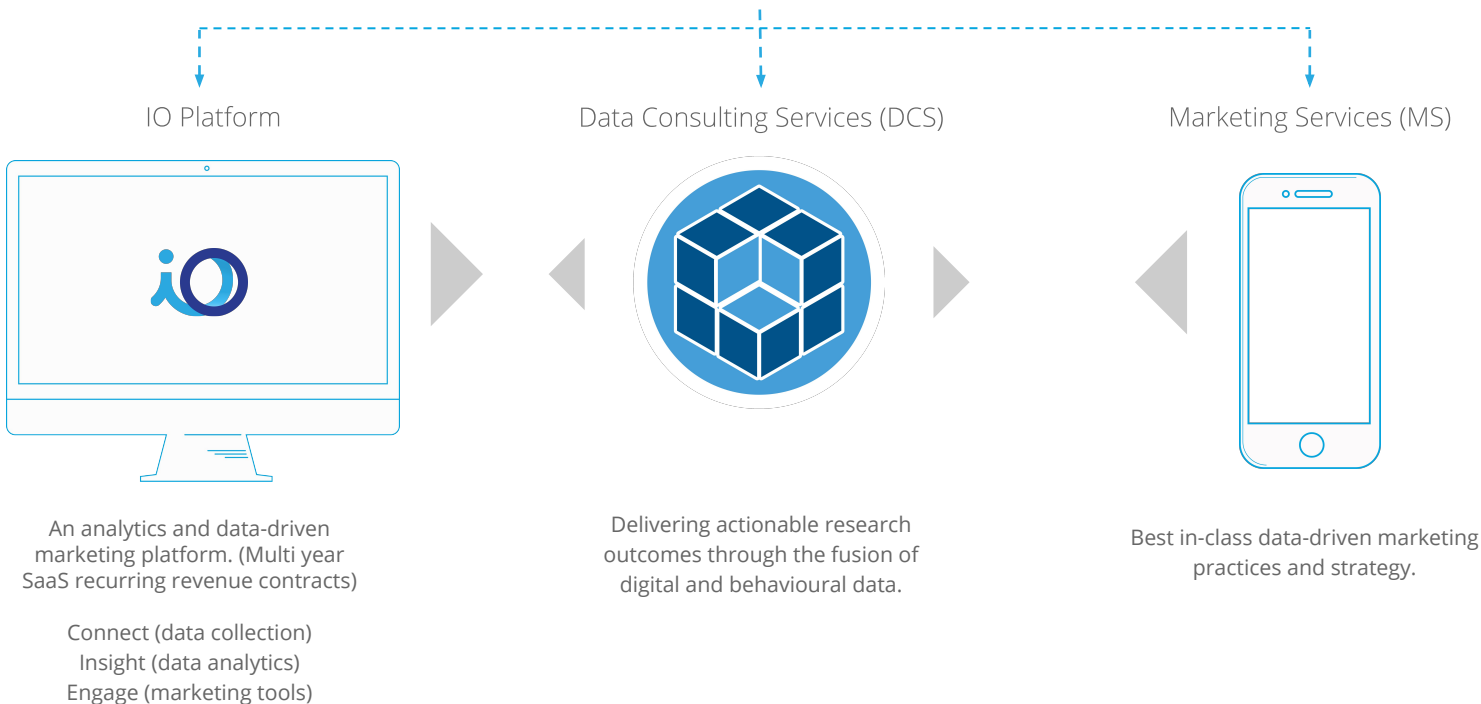 IO Platform
Data Consulting Services (DCS)
Marketing Services (MS)
iO
An analytics and data-driven
marketing platform. (Multi year
SaaS recurring revenue contracts)
Connect (data collection)
Insight (data analytics)
Engage (marketing tools)
Delivering actionable research
outcomes through the fusion of
digital and behavioural data.
Best in-class data-driven marketing
practices and strategy.